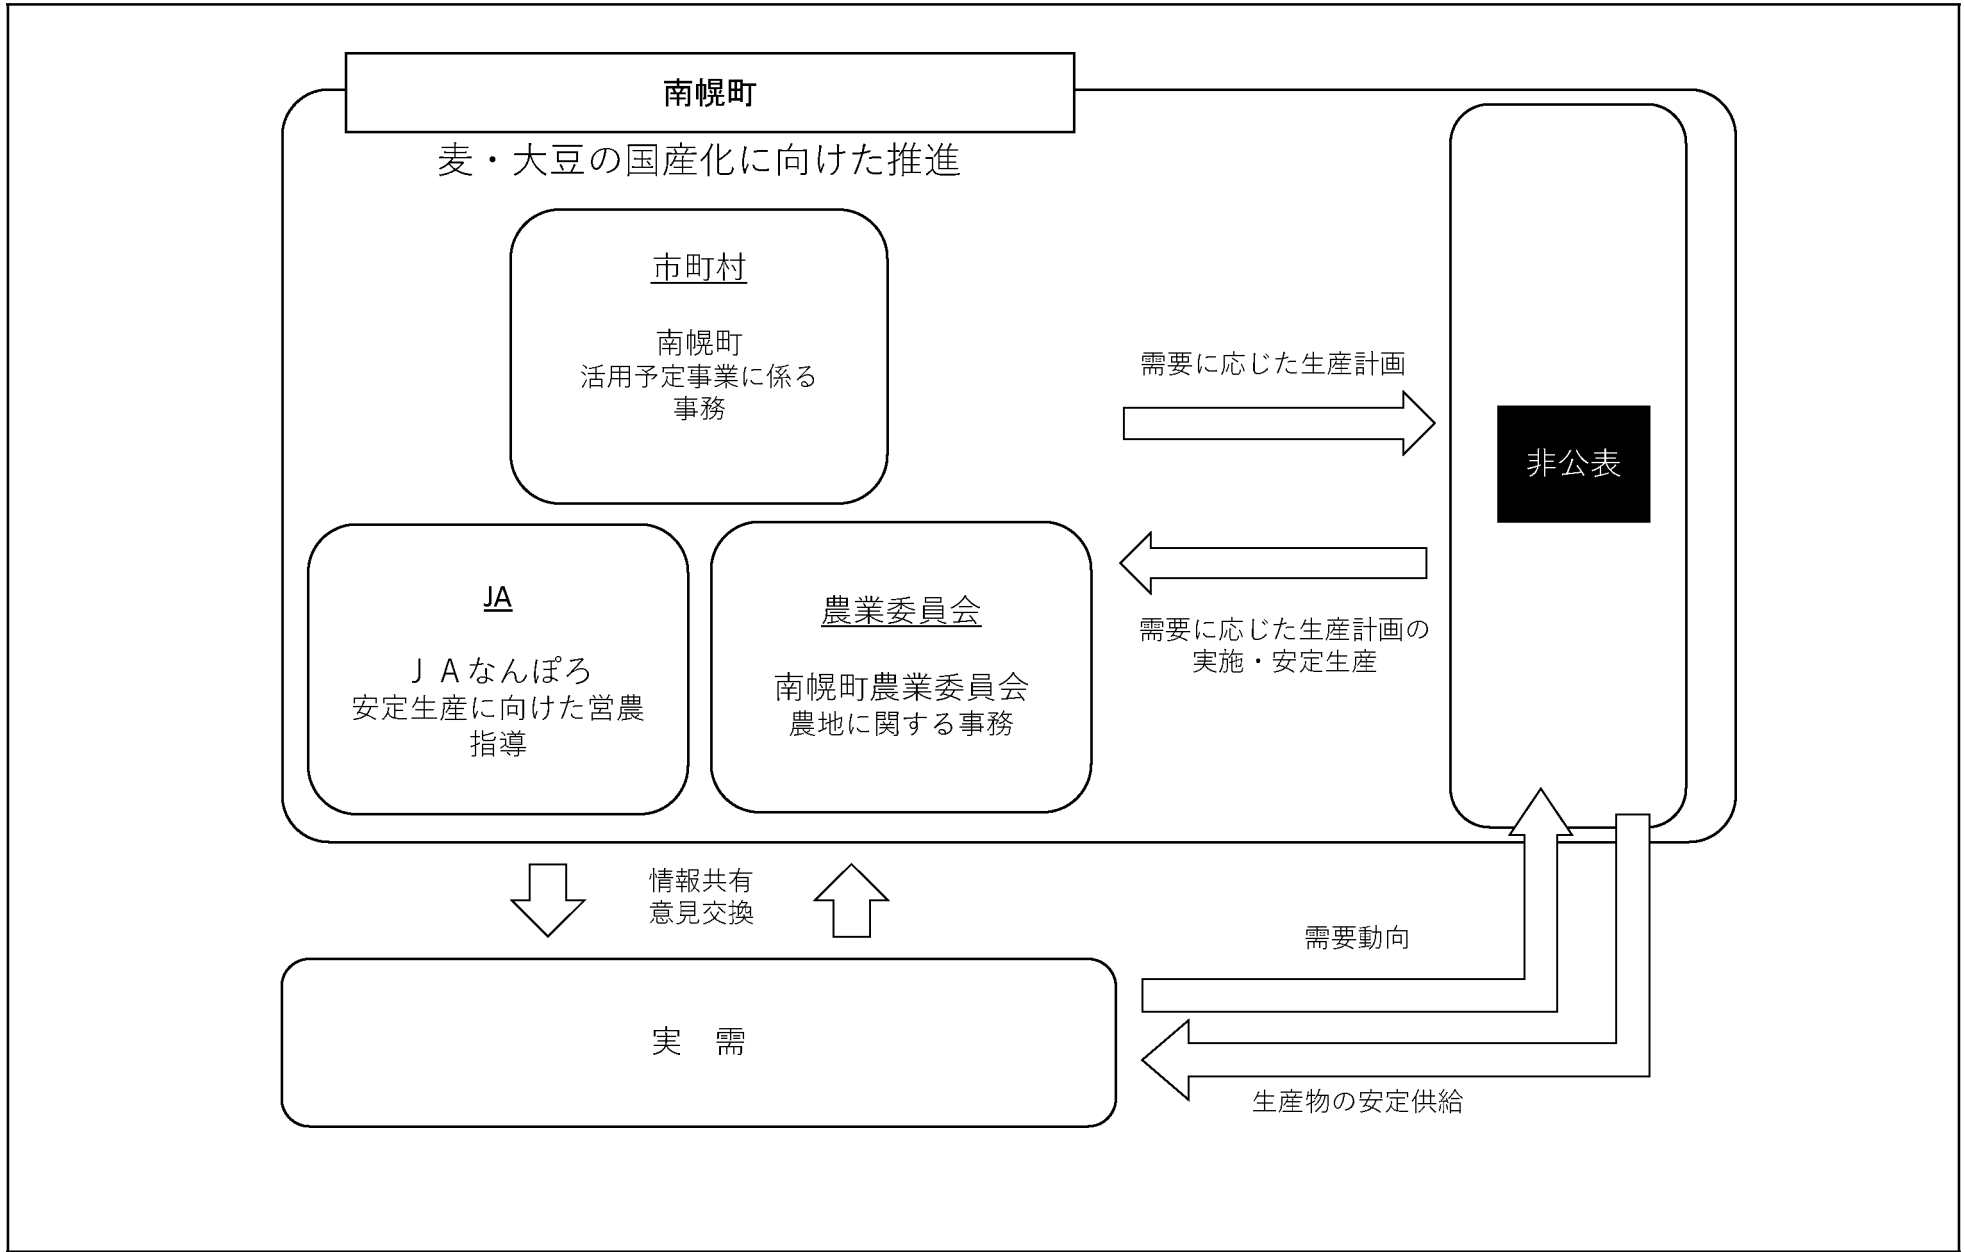 南幌町
麦・大豆の国産化に向けた推進
市町村
南幌町
活用予定事業に係る
事務
JA
ＪＡなんぽろ
安定生産に向けた営農
指導
農業委員会
南幌町農業委員会
農地に関する事務
需要に応じた生産計画
需要に応じた生産計画の
実施・安定生産
非公表
情報共有
意見交換
実　需
需要動向
生産物の安定供給